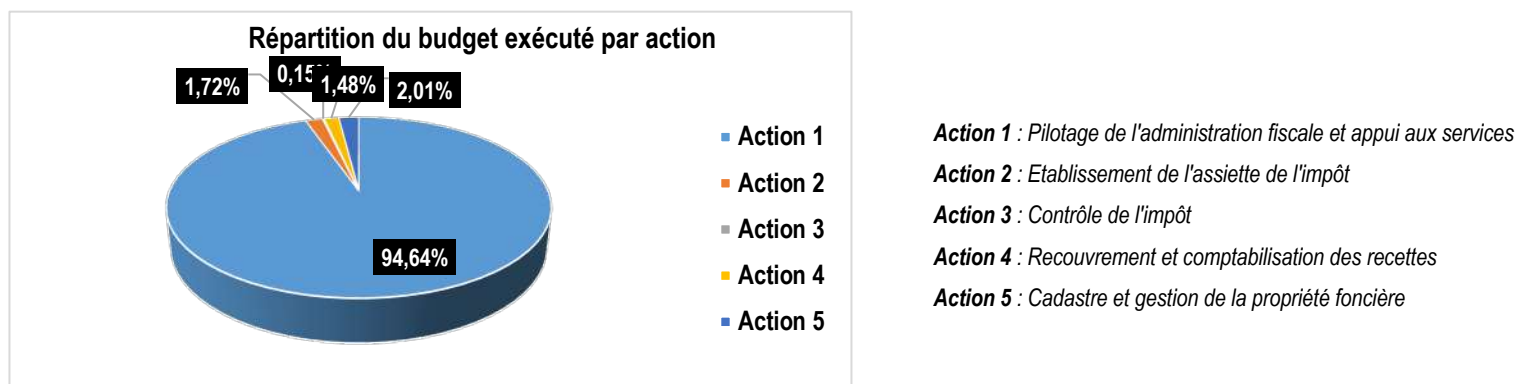 Répartition du budget exécuté par action
1,72%
0,15%
1,48%
2,01%
94,64%
Action 1
Action 2
Action 3
Action 4
Action 5
Action 1 : Pilotage de l'administration fiscale et appui aux services
Action 2 : Etablissement de l'assiette de l'impôt
Action 3 : Contrôle de l'impôt
Action 4 : Recouvrement et comptabilisation des recettes
Action 5 : Cadastre et gestion de la propriété foncière